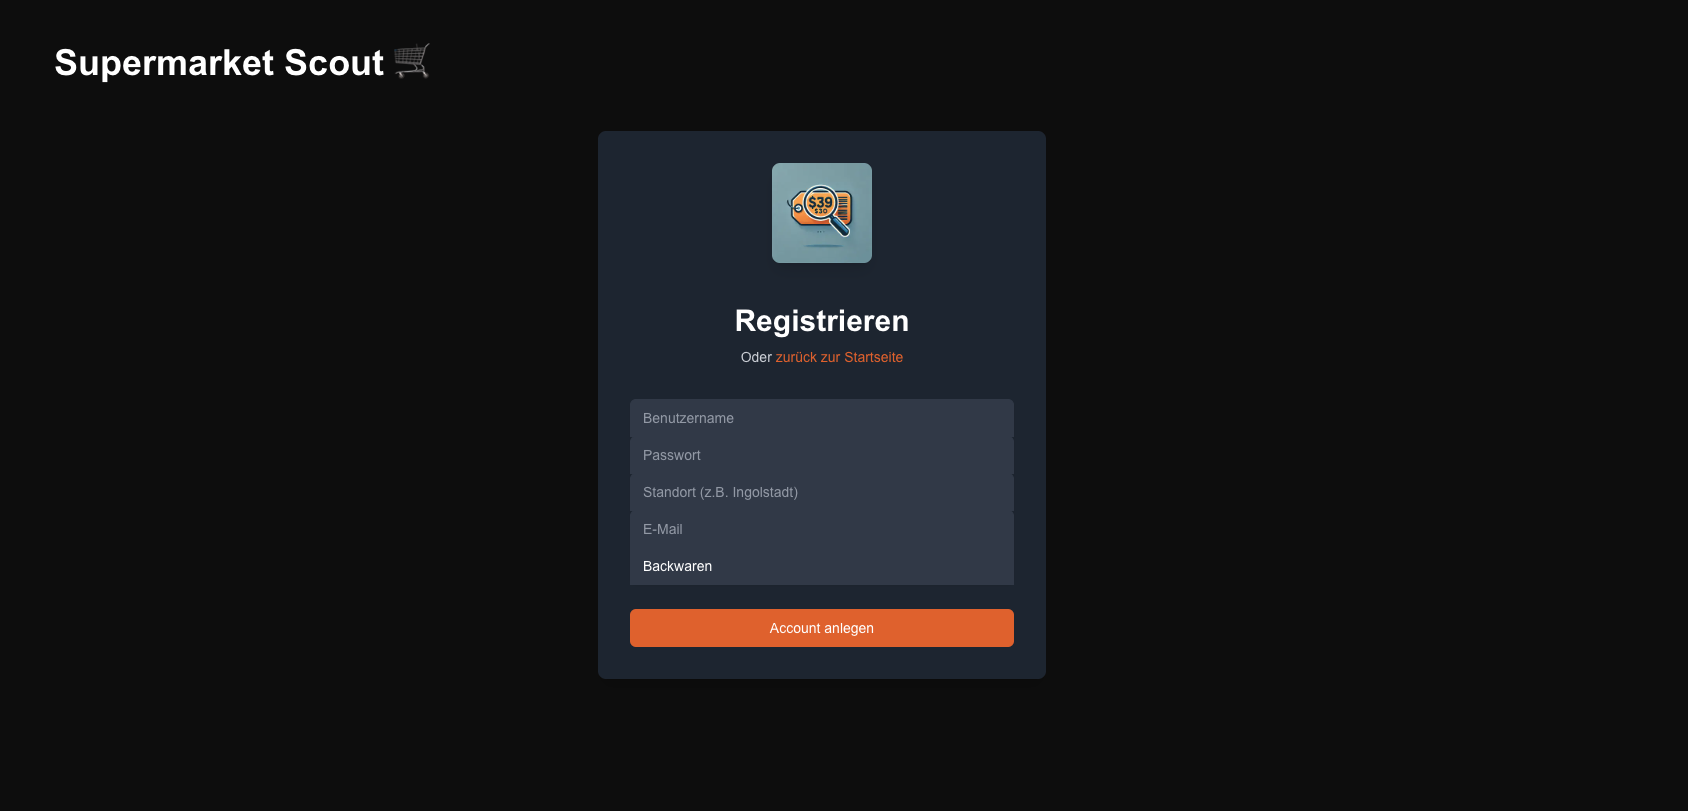 Supermarket Scout
$39
$30
Registrieren
Oder zurück zur Startseite
Benutzername
Passwort
Standort (z.B. Ingolstadt)
E-Mail
Backwaren
Account anlegen